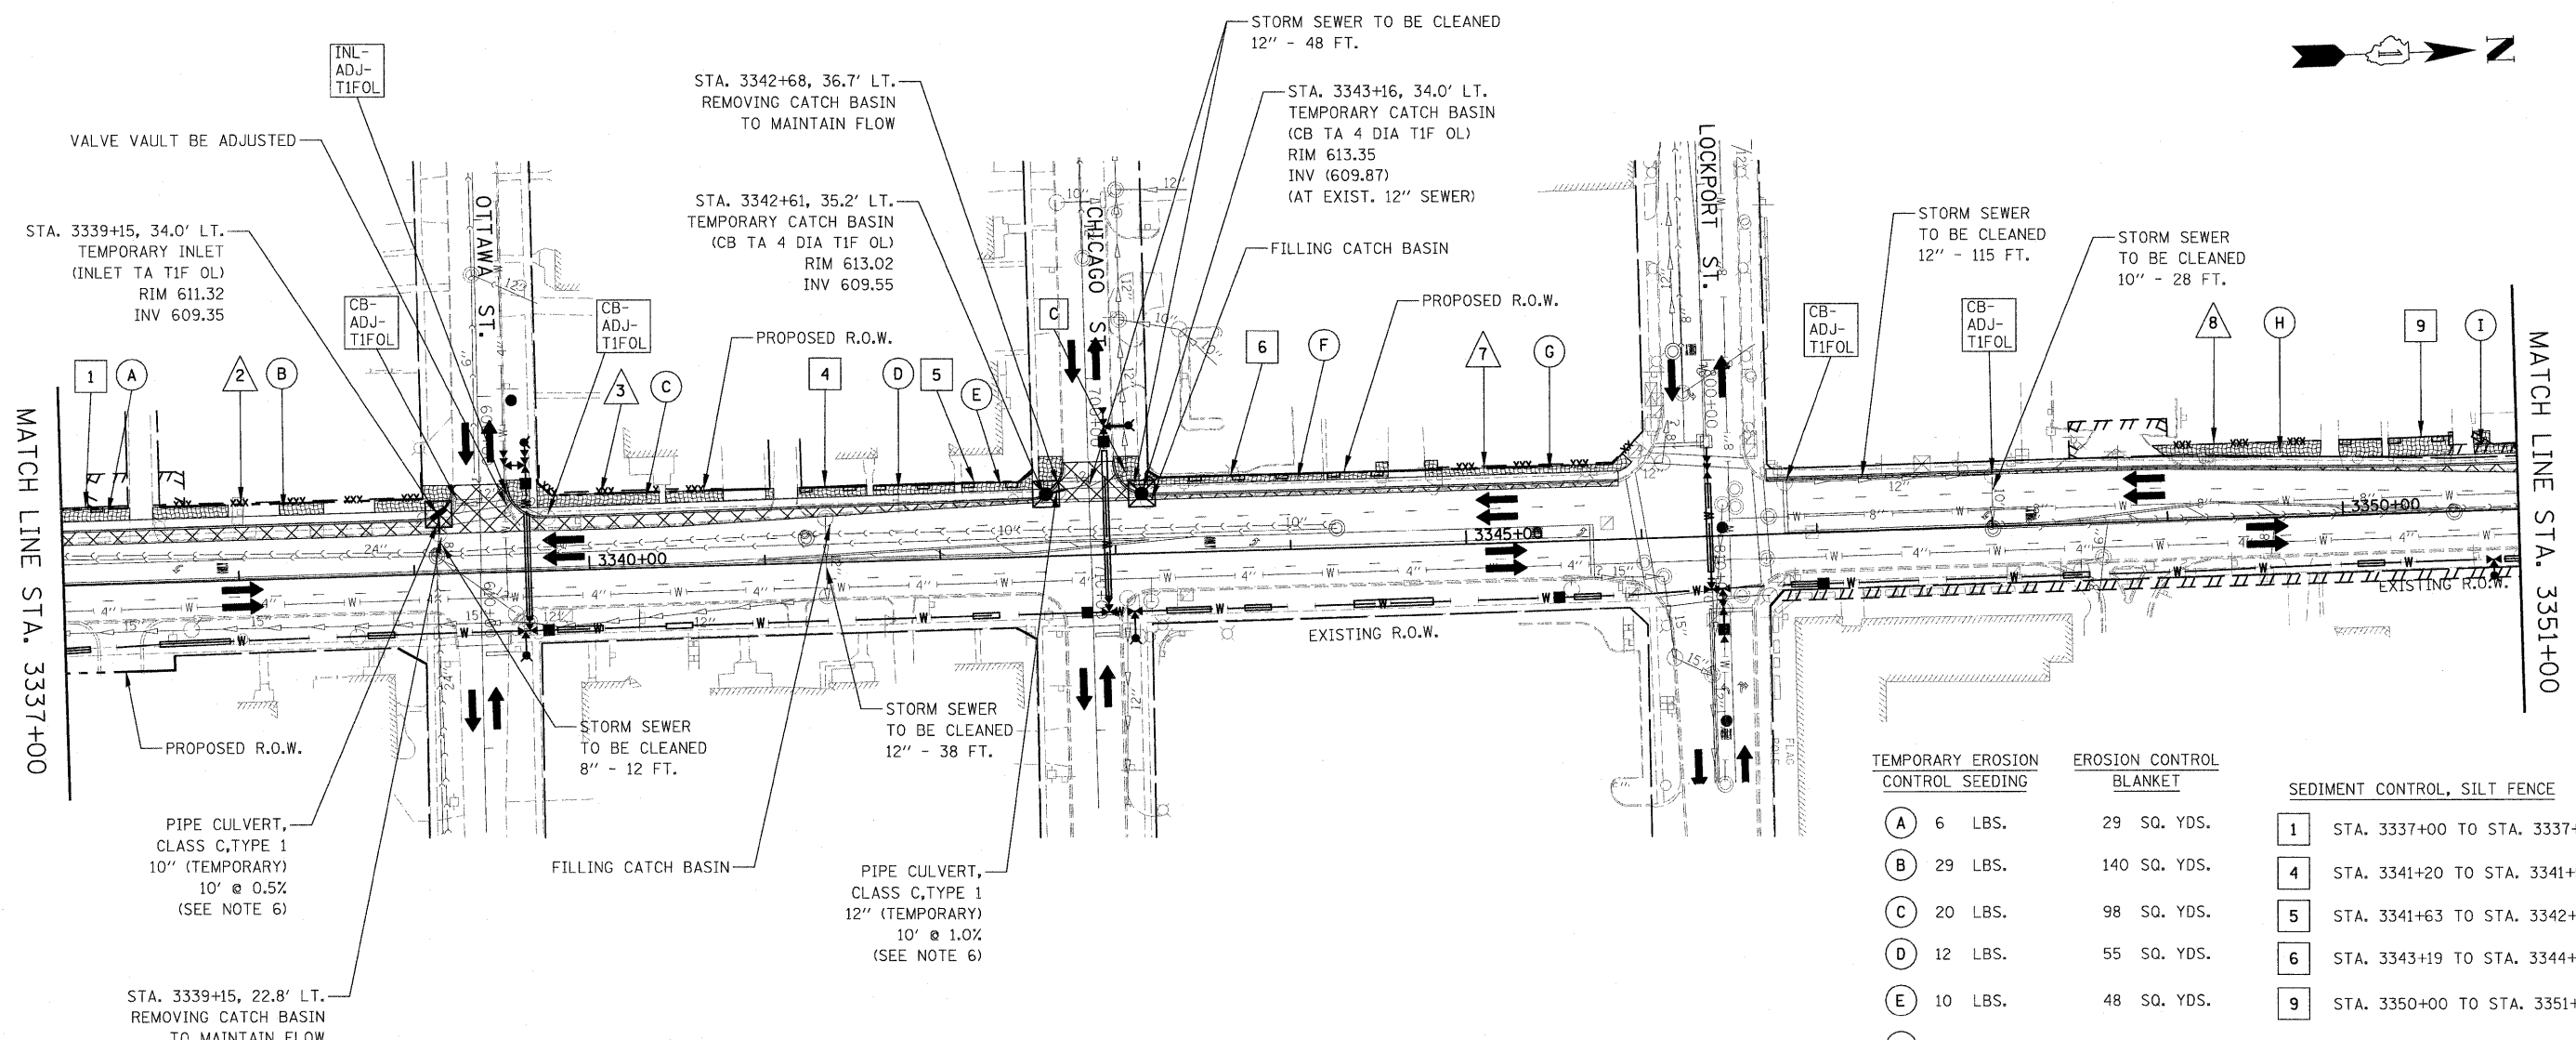 STORM SEWER TO BE CLEANED
12" - 48 FT.
N
INL-
ADJ-
T1FOL
STA. 3342+68, 36.7' LT.
REMOVING CATCH BASIN
TO MAINTAIN FLOW
STA. 3343+16, 34.0' LT.
TEMPORARY CATCH BASIN
(CB TA 4 DIA T1F OL)
RIM 613.35
INV (609.87)
(AT EXIST. 12" SEWER)
VALVE VAULT BE ADJUSTED
STA. 3339+15, 34.0' LT.
TEMPORARY INLET
(INLET TA T1F OL)
RIM 611.32
INV 609.35
STA. 3342+61, 35.2' LT.
TEMPORARY CATCH BASIN
(CB TA 4 DIA T1F OL)
RIM 613.02
INV 609.55
FILLING CATCH BASIN
PROPOSED R.O.W.
STORM SEWER
TO BE CLEANED
12" - 115 FT.
STORM SEWER
TO BE CLEANED
10" - 28 FT.
OTTAWA ST.
CHICAGO ST.
LOCKPORT ST.
CB-
ADJ-
T1FOL
CB-
ADJ-
T1FOL
CB-
ADJ-
T1FOL
CB-
ADJ-
T1FOL
PROPOSED R.O.W.
C
1
A
2
B
3
C
4
D
5
E
6
F
7
G
8
H
9
I
MATCH LINE STA. 3337+00
MATCH LINE STA. 3351+00
3340+00
3345+00
3350+00
EXISTING R.O.W.
EXISTING R.O.W.
PROPOSED R.O.W.
STORM SEWER
TO BE CLEANED
8" - 12 FT.
STORM SEWER
TO BE CLEANED
12" - 38 FT.
FLAG
POLE
PIPE CULVERT,
CLASS C,TYPE 1
10" (TEMPORARY)
10' @ 0.5%
(SEE NOTE 6)
FILLING CATCH BASIN
PIPE CULVERT,
CLASS C,TYPE 1
12" (TEMPORARY)
10' @ 1.0%
(SEE NOTE 6)
STA. 3339+15, 22.8' LT.
REMOVING CATCH BASIN
TO MAINTAIN FLOW
TEMPORARY EROSION
CONTROL SEEDING
EROSION CONTROL
BLANKET
A 6 LBS. 29 SQ. YDS.
B 29 LBS. 140 SQ. YDS.
C 20 LBS. 98 SQ. YDS.
D 12 LBS. 55 SQ. YDS.
E 10 LBS. 48 SQ. YDS.
SEDIMENT CONTROL, SILT FENCE
1 STA. 3337+00 TO STA. 3337+
4 STA. 3341+20 TO STA. 3341+
5 STA. 3341+63 TO STA. 3342+
6 STA. 3343+19 TO STA. 3344+
9 STA. 3350+00 TO STA. 3351+